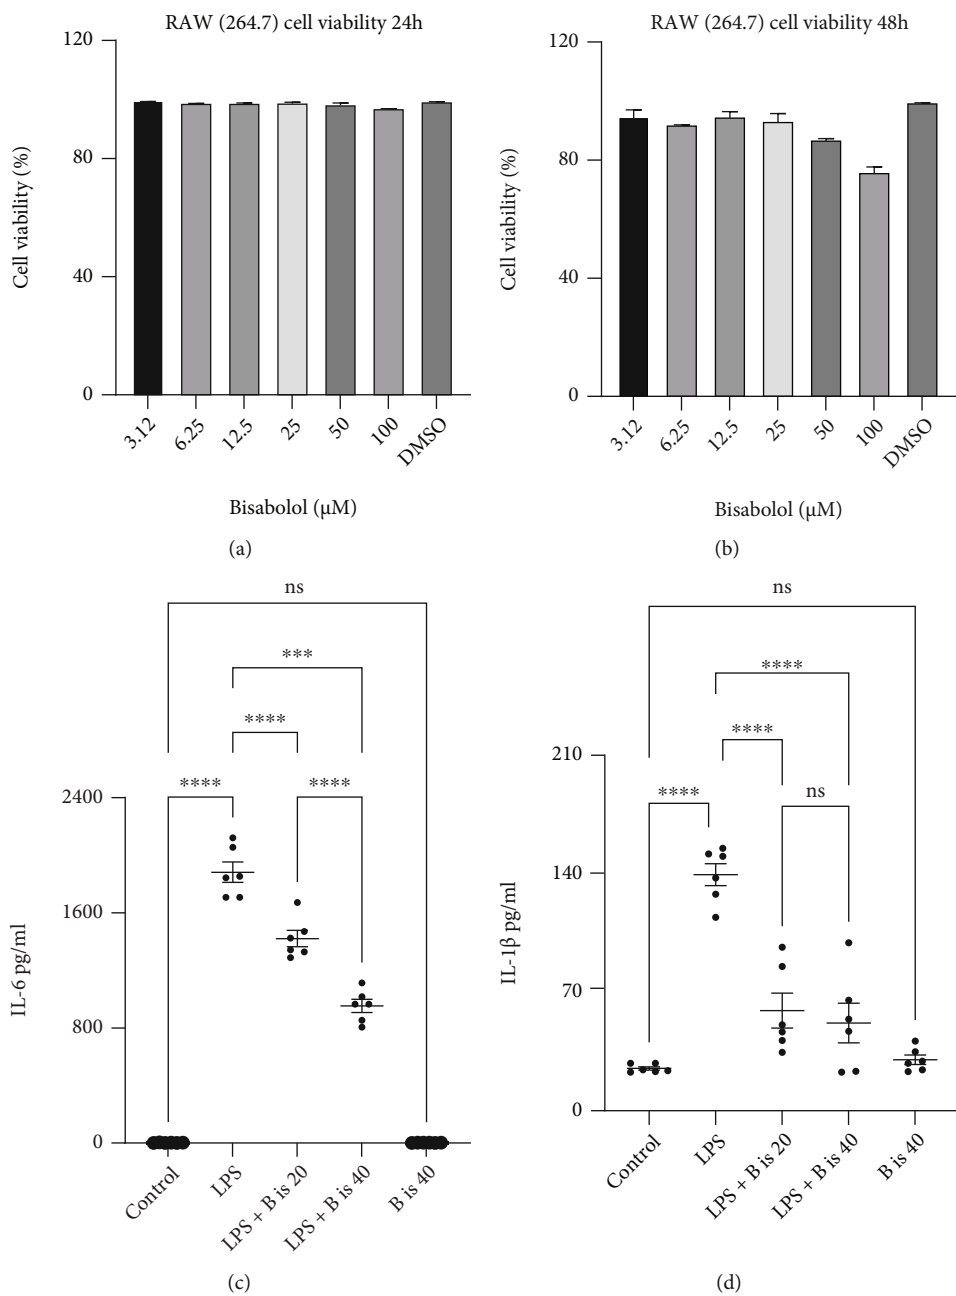 RAW (264.7) cell viability 24h
120
80
40
0
Cell viability (%)
3.12
6.25
12.5
25
50
100
DMSO
Bisabolol (μM)
(a)
RAW (264.7) cell viability 48h
120
80
40
0
Cell viability (%)
3.12
6.25
12.5
25
50
100
DMSO
Bisabolol (μM)
(b)
ns
***
****
****
****
2400
1600
800
0
IL-6 pg/ml
Control
LPS
LPS + B is 20
LPS + B is 40
B is 40
(c)
ns
****
****
****
ns
210
140
70
0
IL-1β pg/ml
Control
LPS
LPS + B is 20
LPS + B is 40
B is 40
(d)